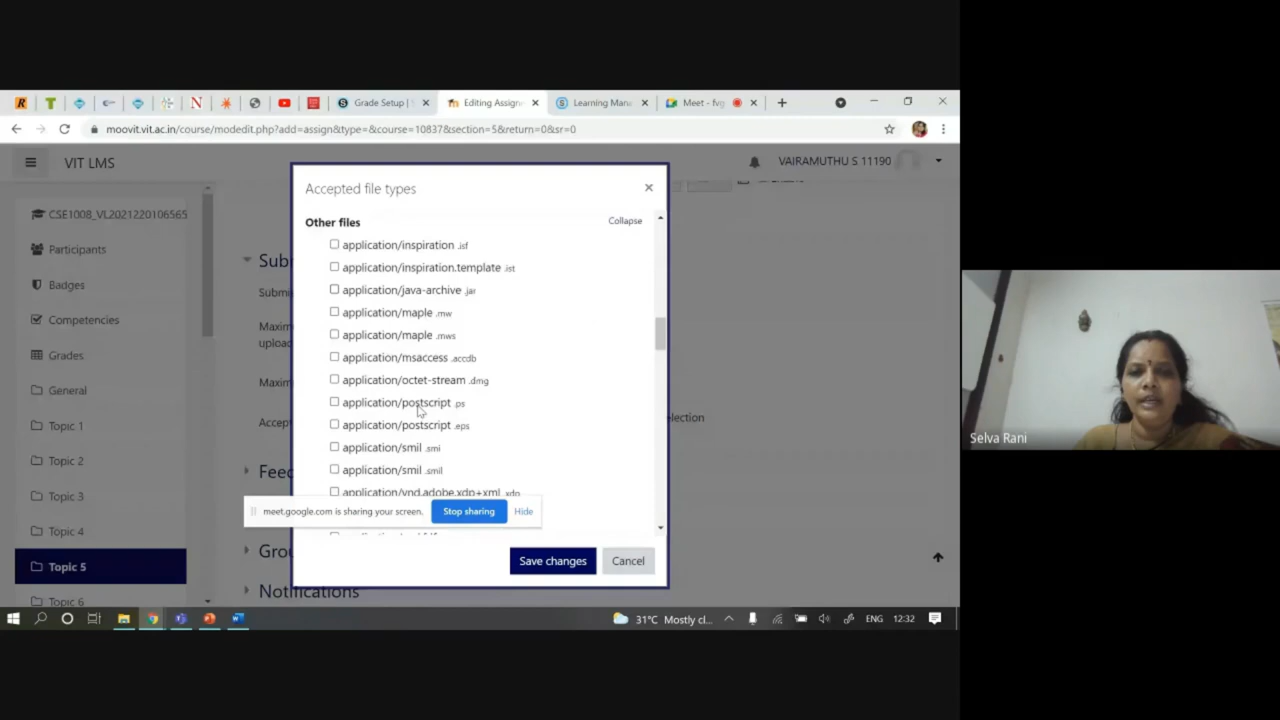 Grade Setup |
Editing Assign
Learning Man
Meet - fvg
moovit.vit.ac.in/course/modedit.php?add=assign&type=&course=10837&section=5&return=0&sr=0
VIT LMS
VAIRAMUTHU S 11190
CSE1008_VL2021220106565
Participants
Badges
Competencies
Grades
General
Topic 1
Topic 2
Topic 3
Topic 4
Topic 5
Topic 6
Accepted file types
Other files
Collapse
application/inspiration .isf
application/inspiration.template .ist
application/java-archive .jar
application/maple .mw
application/maple .mws
application/msaccess .accdb
application/octet-stream .dmg
application/postscript .ps
application/postscript .eps
application/smil .smi
application/smil .smil
application/vnd.adobe.xdp+xml .xdp
Subm
Submi
Maxim
upload
Maxim
Accep
election
Feed
Grou
Notifications
meet.google.com is sharing your screen.
Stop sharing
Hide
Save changes
Cancel
31°C Mostly cl...
ENG
12:32
Selva Rani